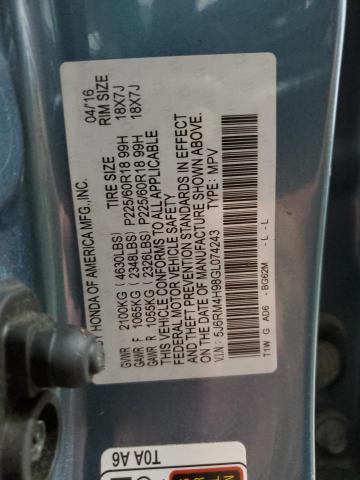 BY HONDA OF AMERICA MFG.,INC. 04/'16
TIRE SIZE RIM SIZE
GVWR 2100KG (4630LBS) P225/60R18 99H 18X7J
GAWR F 1065KG (2348LBS) P225/60R18 99H 18X7J
GAWR R 1055KG (2326LBS)
THIS VEHICLE CONFORMS TO ALL APPLICABLE
FEDERAL MOTOR VEHICLE SAFETY
AND THEFT PREVENTION STANDARDS IN EFFECT
ON THE DATE OF MANUFACTURE SHOWN ABOVE.
V.I.N.: 5J6RM4H98GL074243 TYPE: MPV
T1W G A06 - BG62M - L - L
T0A A6